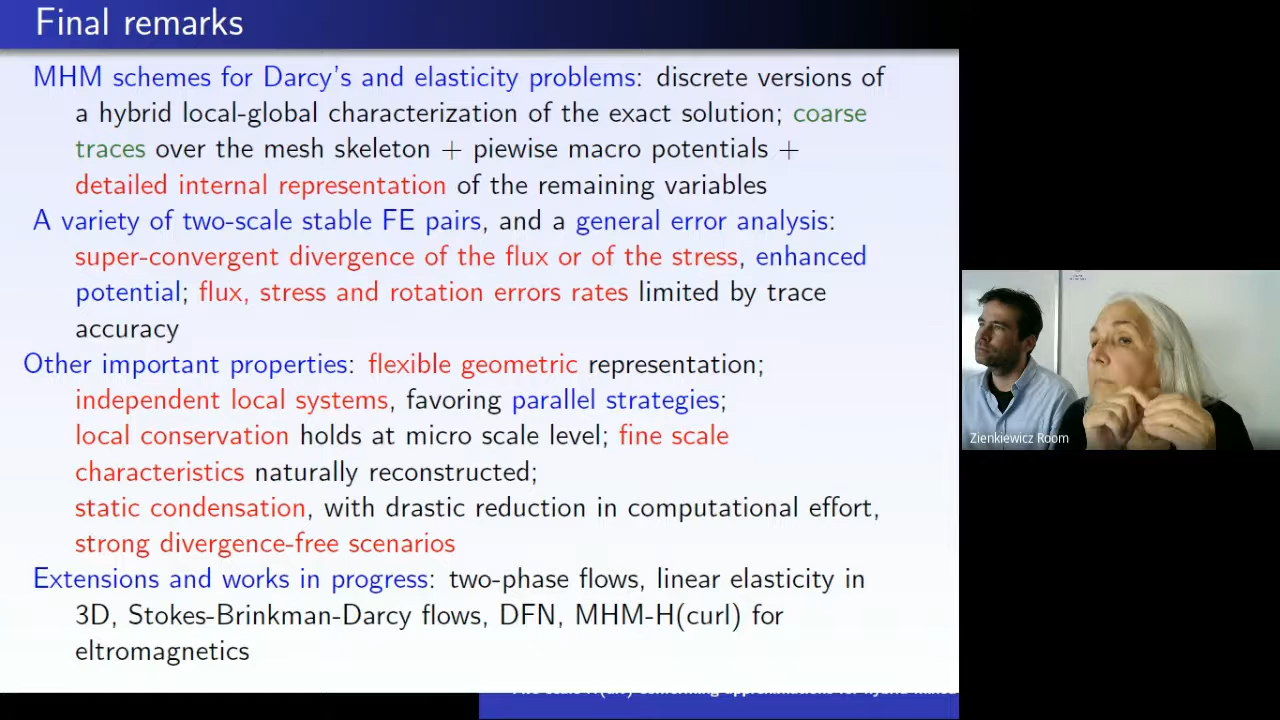 Final remarks
MHM schemes for Darcy's and elasticity problems: discrete versions of
a hybrid local-global characterization of the exact solution; coarse
traces over the mesh skeleton + piewise macro potentials +
detailed internal representation of the remaining variables
A variety of two-scale stable FE pairs, and a general error analysis:
super-convergent divergence of the flux or of the stress, enhanced
potential; flux, stress and rotation errors rates limited by trace
accuracy
Other important properties: flexible geometric representation;
independent local systems, favoring parallel strategies;
local conservation holds at micro scale level; fine scale
characteristics naturally reconstructed;
static condensation, with drastic reduction in computational effort,
strong divergence-free scenarios
Extensions and works in progress: two-phase flows, linear elasticity in
3D, Stokes-Brinkman-Darcy flows, DFN, MHM-H(curl) for
eltromagnetics
Zienkiewicz Room